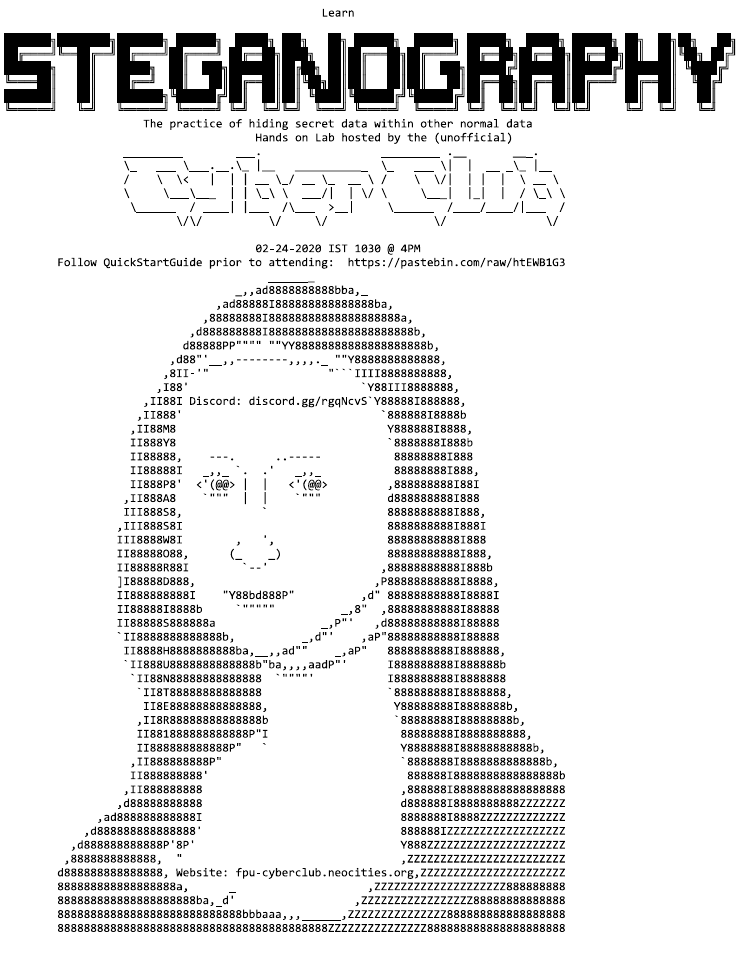 Learn
STEGANOGRAPHY
The practice of hiding secret data within other normal data
Hands on Lab hosted by the (unofficial)
Cyber Club
02-24-2020 IST 1030 @ 4PM
Follow QuickStartGuide prior to attending:  https://pastebin.com/raw/htEWB1G3
Discord: discord.gg/rgqNcvS
Website: fpu-cyberclub.neocities.org